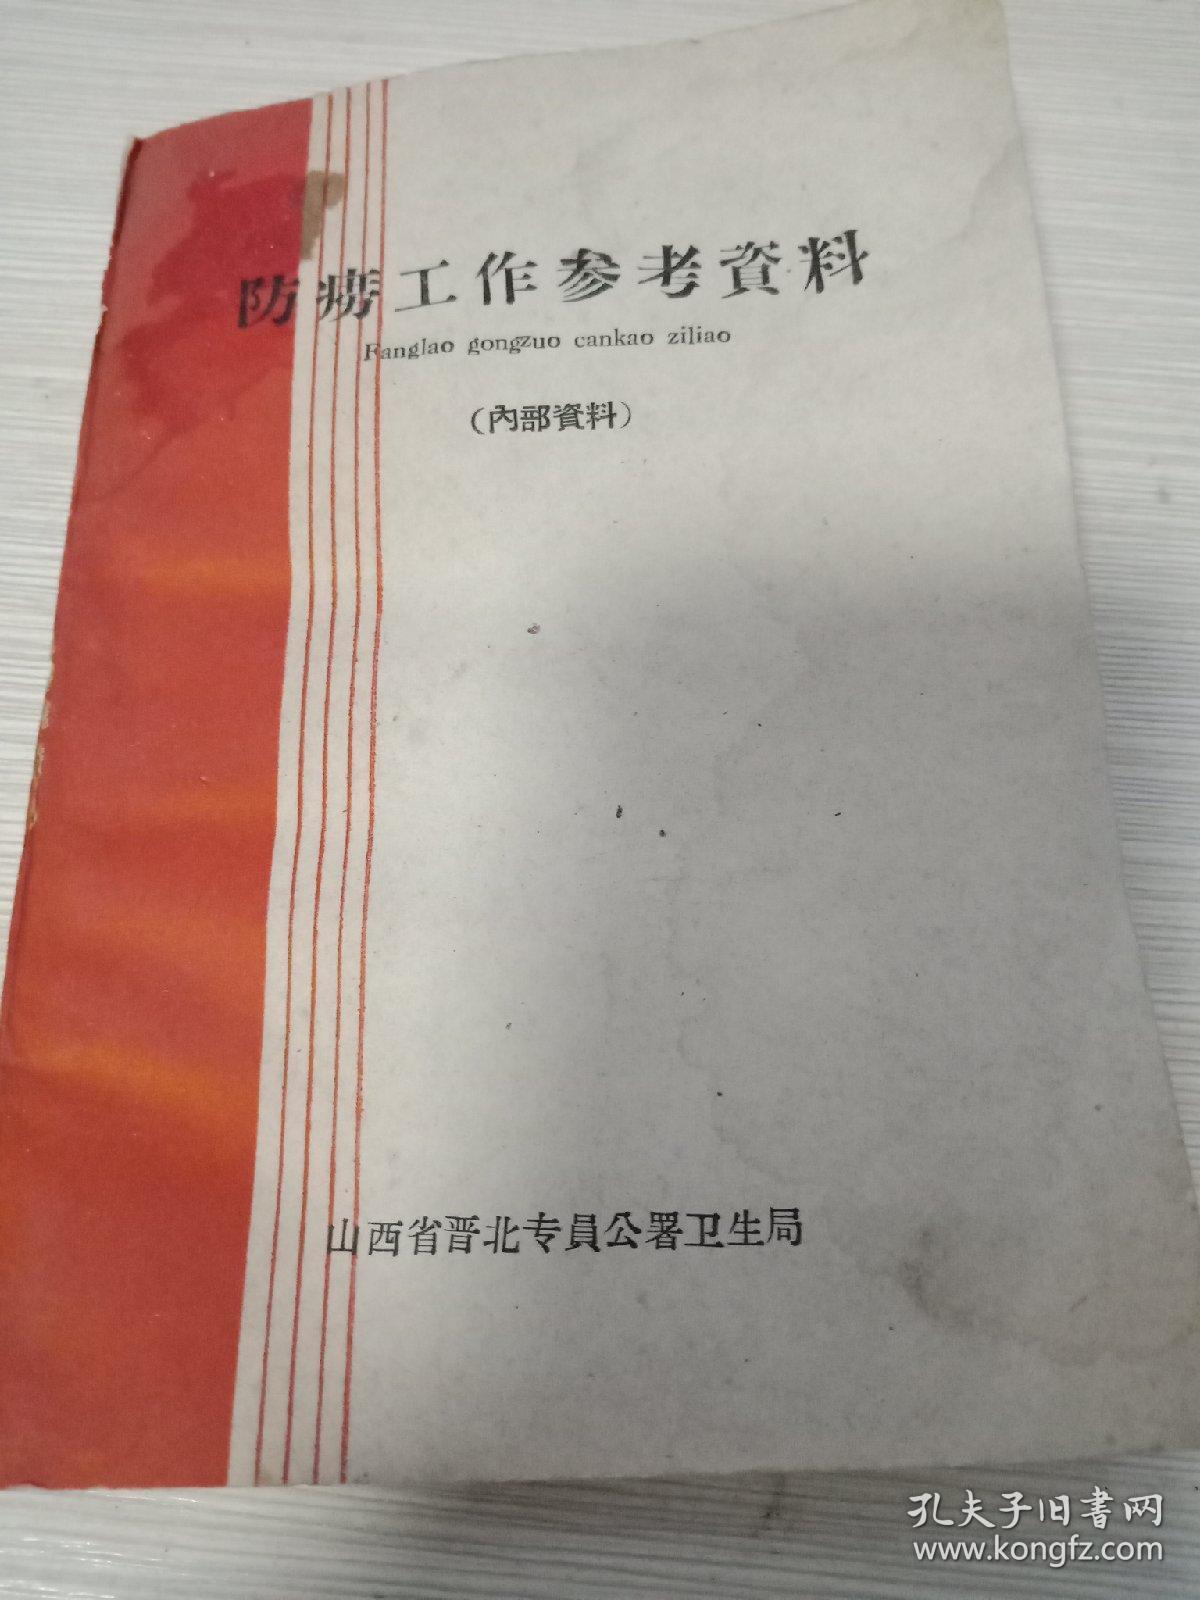 防痨工作参考資料
Fanglao gongzuo cankao ziliao
(內部資料)
山西省晋北专員公署卫生局
孔夫子旧书网
www.kongfz.com